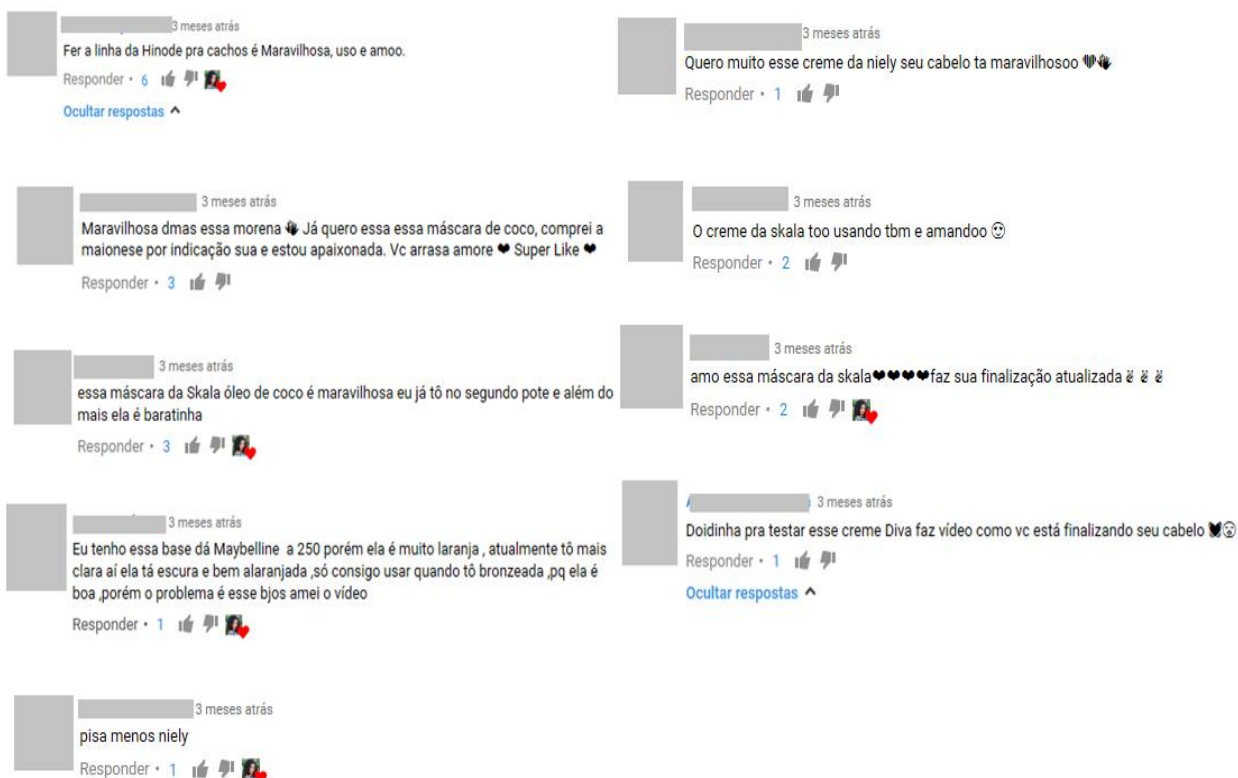 3 meses atrás
Fer a linha da Hinode pra cachos é Maravilhosa, uso e amoo.
Responder • 6
Ocultar respostas
3 meses atrás
Maravilhosa dmas essa morena 👋 Já quero essa essa máscara de coco, comprei a
maionese por indicação sua e estou apaixonada. Vc arrasa amore ❤ Super Like ❤
Responder • 3
3 meses atrás
essa máscara da Skala óleo de coco é maravilhosa eu já tô no segundo pote e além do
mais ela é baratinha
Responder • 3
3 meses atrás
Eu tenho essa base dá Maybelline a 250 porém ela é muito laranja , atualmente tô mais
clara aí ela tá escura e bem alaranjada ,só consigo usar quando tô bronzeada ,pq ela é
boa ,porém o problema é esse bjos amei o vídeo
Responder • 1
3 meses atrás
pisa menos niely
Responder • 1
3 meses atrás
Quero muito esse creme da niely seu cabelo ta maravilhosoo
Responder • 1
3 meses atrás
O creme da skala too usando tbm e amandoo
Responder • 2
3 meses atrás
amo essa máscara da skala❤❤❤❤faz sua finalização atualizada ✌ ✌ ✌
Responder • 2
3 meses atrás
Doidinha pra testar esse creme Diva faz vídeo como vc está finalizando seu cabelo
Responder • 1
Ocultar respostas